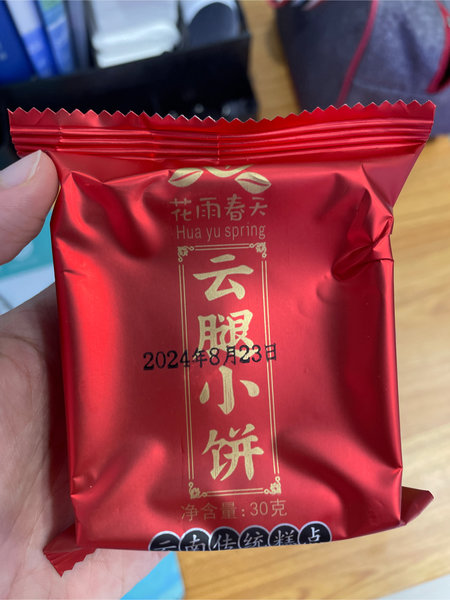 花雨春天
Hua yu spring
云腿小饼
2024年8月23日
净含量:30克
云南传统糕点